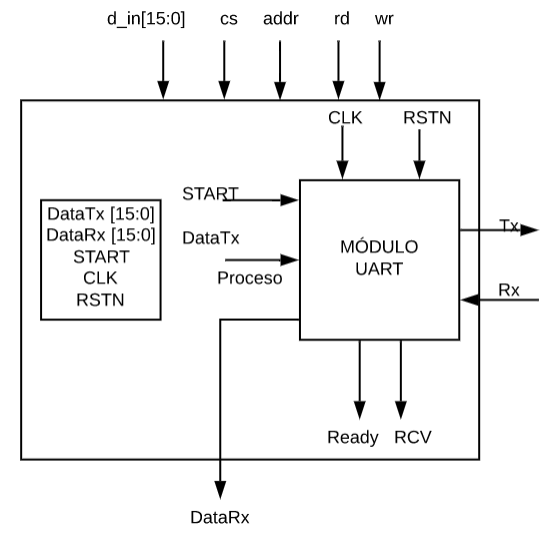 d_in[15:0] cs addr rd wr
CLK RSTN
START
DataTx [15:0]
DataRx [15:0]
START
CLK
RSTN
DataTx
Proceso
MÓDULO
UART
Tx
Rx
Ready RCV
DataRx